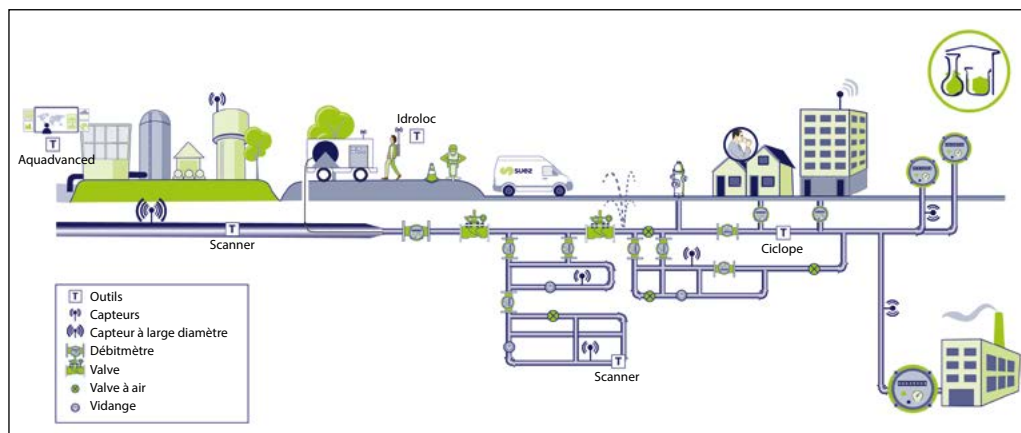 Idroloc
T
T
Aquadvanced
suez
T
Scanner
T
Ciclope
T
Scanner
T Outils
Capteurs
Capteur à large diamètre
Débitmètre
Valve
Valve à air
Vidange